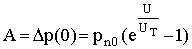 A = Δp(0) = p_n0 (e^(U/U_T) -1)